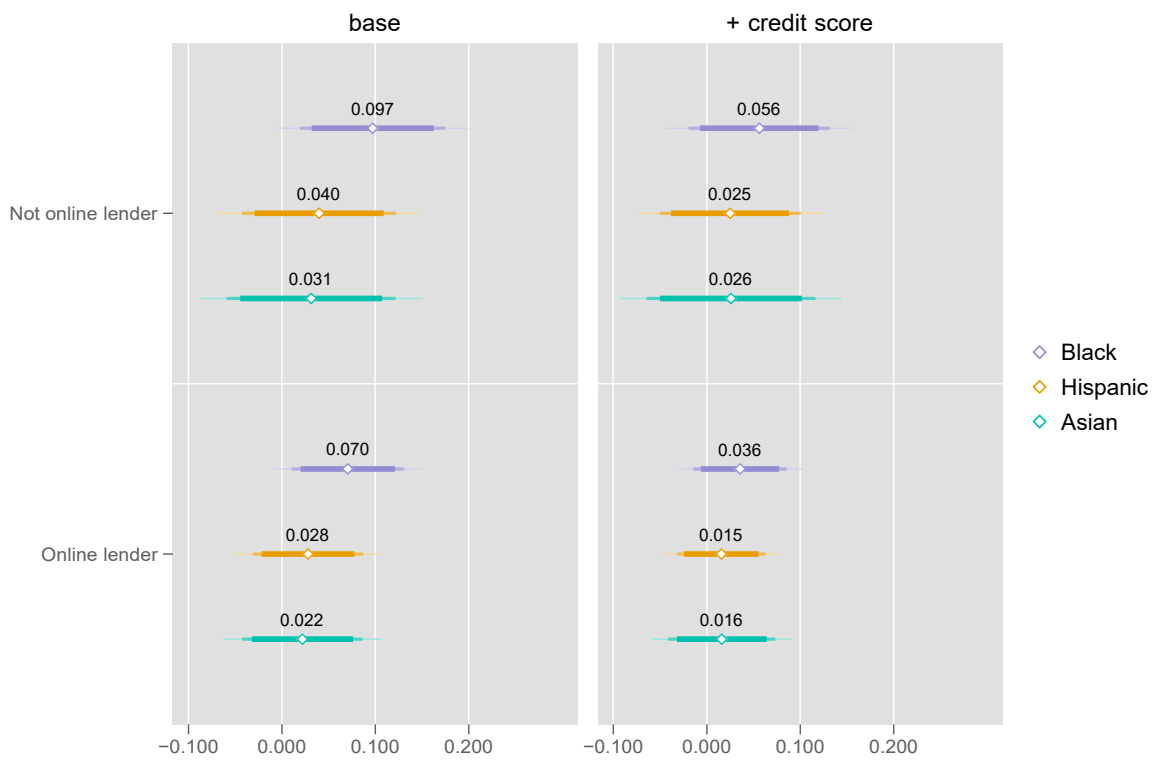 base
+ credit score
0.097
0.056
0.040
0.025
Not online lender
0.031
0.026
Black
Hispanic
Asian
0.070
0.036
0.028
0.015
Online lender
0.022
0.016
−0.100 0.000 0.100 0.200
−0.100 0.000 0.100 0.200